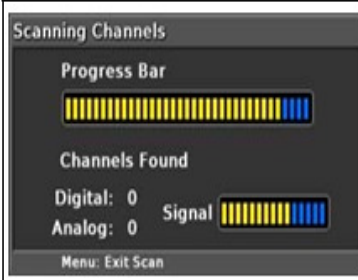 Scanning Channels
Progress Bar
Channels Found
Digital: 0
Analog: 0
Signal
Menu: Exit Scan